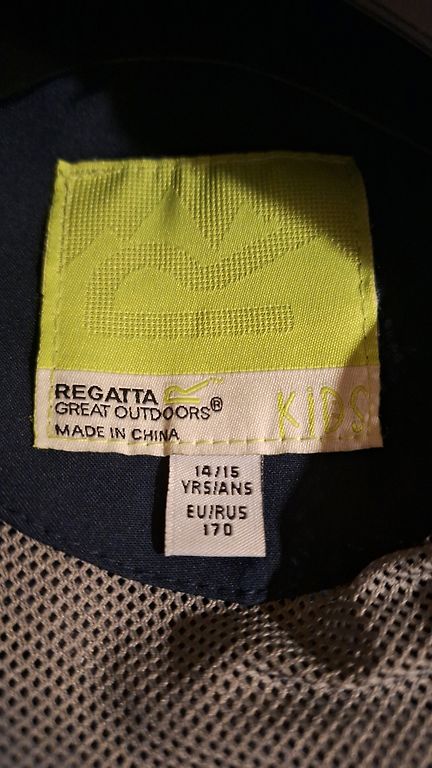 REGATTA
GREAT OUTDOORS®
KIDS
MADE IN CHINA
14/15
YRS/ANS
EU/RUS
170